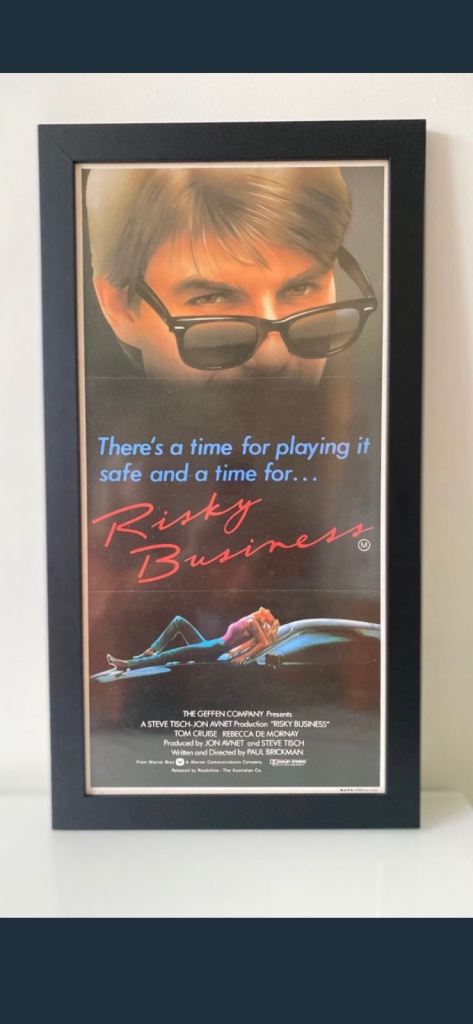 There's a time for playing it
safe and a time for...
Risky
Business
M
THE GEFFEN COMPANY Presents
A STEVE TISCH-JON AVNET Production "RISKY BUSINESS"
TOM CRUISE REBECCA DE MORNAY
Produced by JON AVNET and STEVE TISCH
Written and Directed by PAUL BRICKMAN
From Warner Bros A Warner Communications Company
Released by Roadshow - The Australian Co.